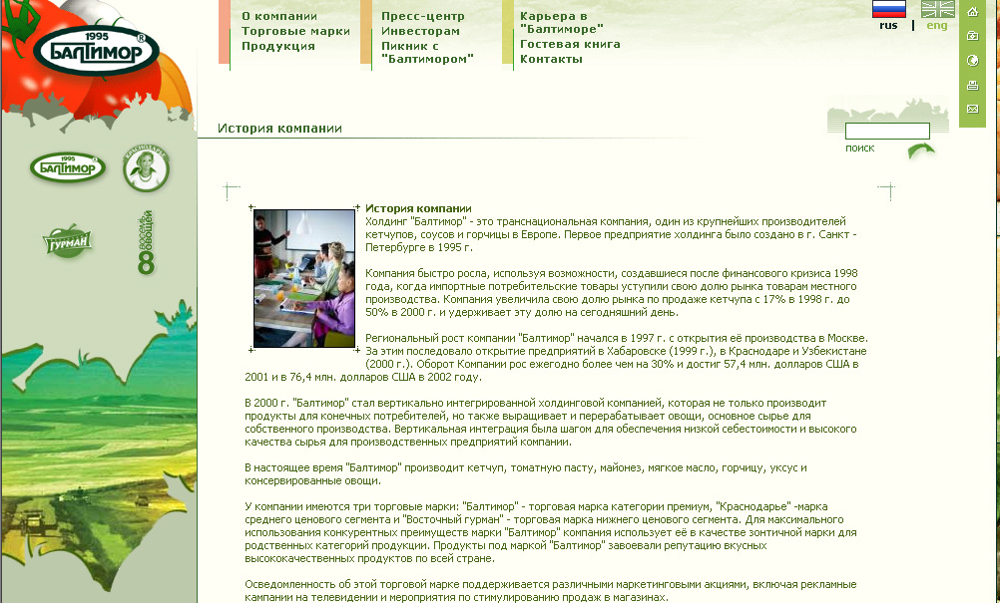 1995
БАЛТИМОР®
О компании
Торговые марки
Продукция
Пресс-центр
Инвесторам
Пикник с
"Балтимором"
Карьера в
"Балтиморе"
Гостевая книга
Контакты
rus | eng
История компании
поиск
1995
БАЛТИМОР®
КРАСНОДАРЬЕ
ГУРМАН
8 ВОСЕМЬ ОВОЩЕЙ
История компании
Холдинг "Балтимор" - это транснациональная компания, один из крупнейших производителей
кетчупов, соусов и горчицы в Европе. Первое предприятие холдинга было создано в г. Санкт -
Петербурге в 1995 г.
Компания быстро росла, используя возможности, создавшиеся после финансового кризиса 1998
года, когда импортные потребительские товары уступили свою долю рынка товарам местного
производства. Компания увеличила свою долю рынка по продаже кетчупа с 17% в 1998 г. до
50% в 2000 г. и удерживает эту долю на сегодняшний день.
Региональный рост компании "Балтимор" начался в 1997 г. с открытия её производства в Москве.
За этим последовало открытие предприятий в Хабаровске (1999 г.), в Краснодаре и Узбекистане
(2000 г.). Оборот Компании рос ежегодно более чем на 30% и достиг 57,4 млн. долларов США в
2001 и в 76,4 млн. долларов США в 2002 году.
В 2000 г. "Балтимор" стал вертикально интегрированной холдинговой компанией, которая не только производит
продукты для конечных потребителей, но также выращивает и перерабатывает овощи, основное сырье для
собственного производства. Вертикальная интеграция была шагом для обеспечения низкой себестоимости и высокого
качества сырья для производственных предприятий компании.
В настоящее время "Балтимор" производит кетчуп, томатную пасту, майонез, мягкое масло, горчицу, уксус и
консервированные овощи.
У компании имеются три торговые марки: "Балтимор" - торговая марка категории премиум, "Краснодарье" -марка
среднего ценового сегмента и "Восточный гурман" - торговая марка нижнего ценового сегмента. Для максимального
использования конкурентных преимуществ марки "Балтимор" компания использует её в качестве зонтичной марки для
родственных категорий продукции. Продукты под маркой "Балтимор" завоевали репутацию вкусных
высококачественных продуктов по всей стране.
Осведомленность об этой торговой марке поддерживается различными маркетинговыми акциями, включая рекламные
кампании на телевидении и мероприятия по стимулированию продаж в магазинах.